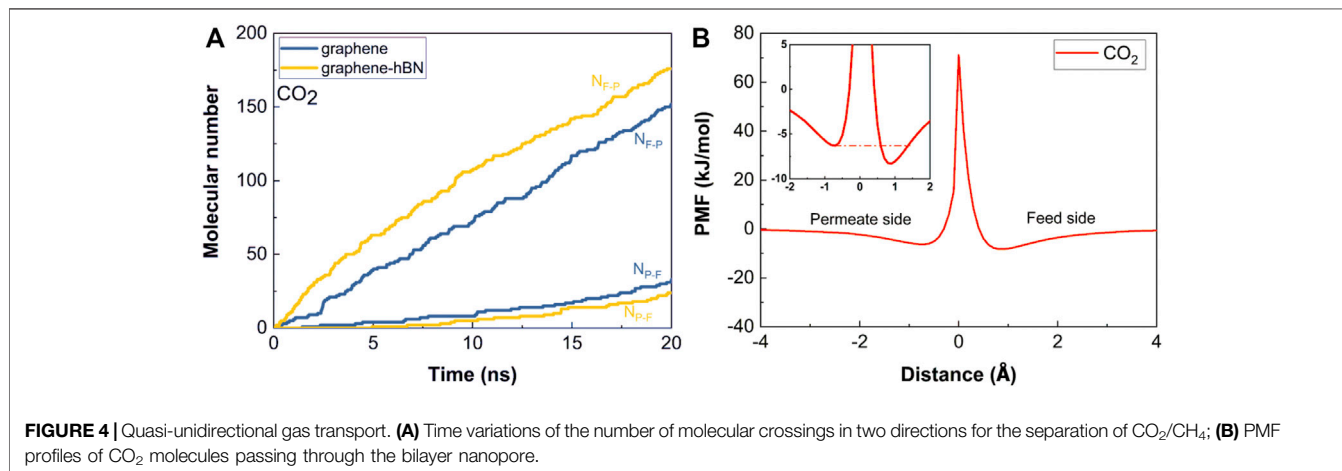 A
graphene
graphene-hBN
CO2
NF-P
NF-P
NP-F
NP-F
200
150
100
50
0
Molecular number
0 5 10 15 20
Time (ns)
B
CO2
80
60
40
20
0
-20
-40
PMF (kJ/mol)
5
0
-5
-10
-2 -1 0 1 2
Permeate side
Feed side
-4 -2 0 2 4
Distance (Å)
FIGURE 4 | Quasi-unidirectional gas transport. (A) Time variations of the number of molecular crossings in two directions for the separation of CO2/CH4; (B) PMF
profiles of CO2 molecules passing through the bilayer nanopore.